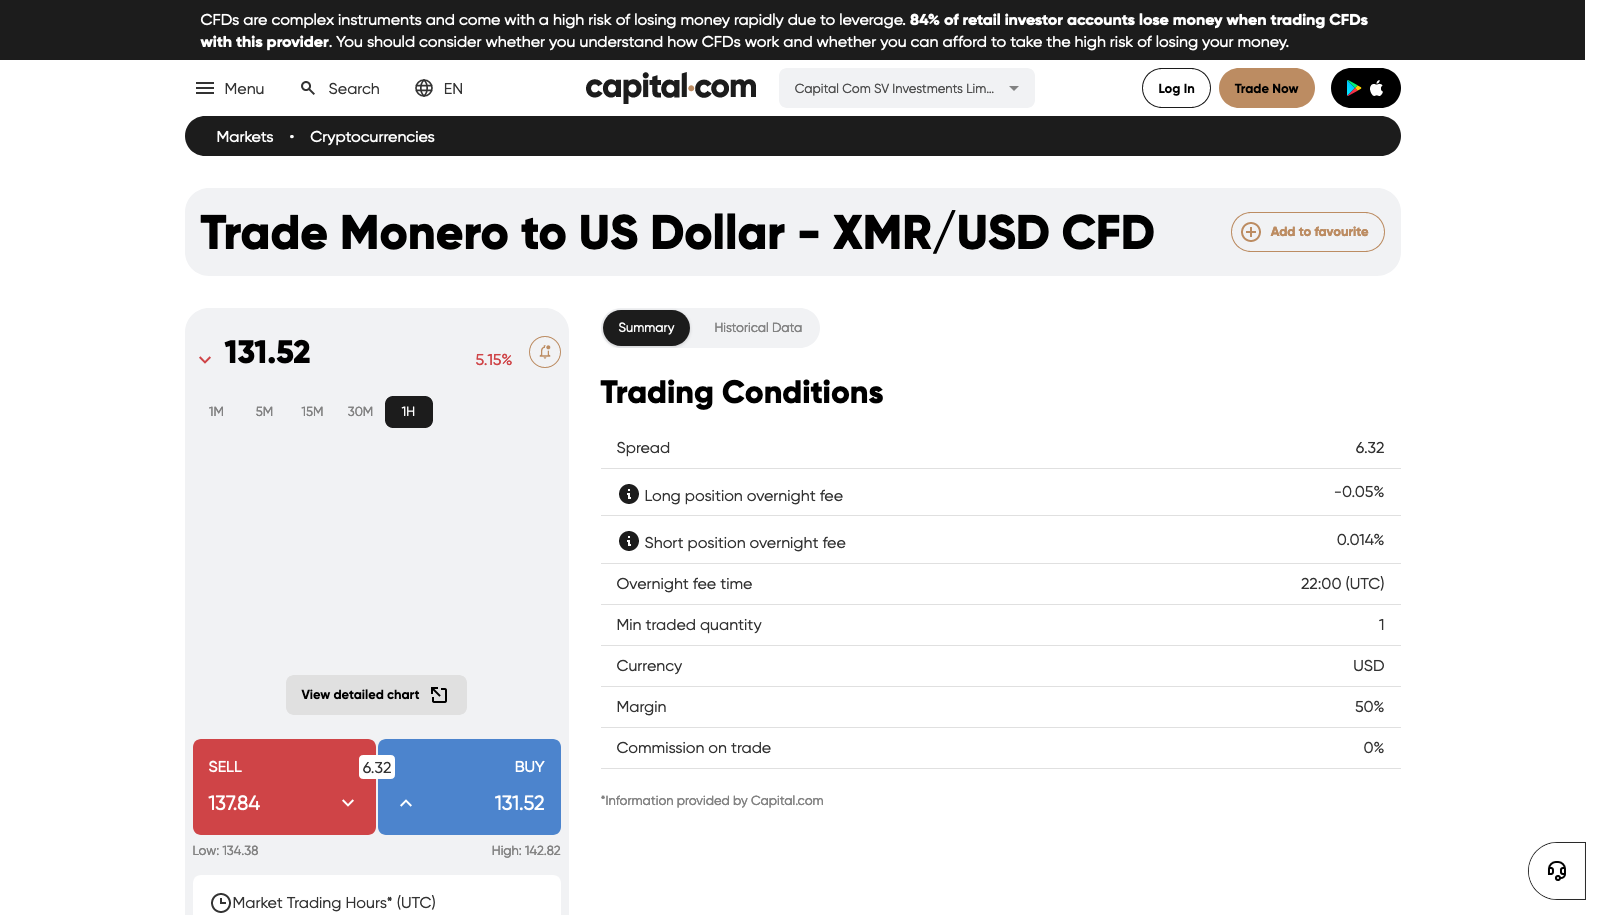 CFDs are complex instruments and come with a high risk of losing money rapidly due to leverage. 84% of retail investor accounts lose money when trading CFDs
with this provider. You should consider whether you understand how CFDs work and whether you can afford to take the high risk of losing your money.
Menu Search EN capital.com Capital Com SV Investments Lim... Log In Trade Now
Markets • Cryptocurrencies
Trade Monero to US Dollar - XMR/USD CFD
Add to favourite
131.52
5.15%
1M 5M 15M 30M 1H
View detailed chart
SELL 6.32 BUY
137.84 131.52
Low: 134.38 High: 142.82
Market Trading Hours* (UTC)
Summary Historical Data
Trading Conditions
Spread 6.32
Long position overnight fee -0.05%
Short position overnight fee 0.014%
Overnight fee time 22:00 (UTC)
Min traded quantity 1
Currency USD
Margin 50%
Commission on trade 0%
*Information provided by Capital.com